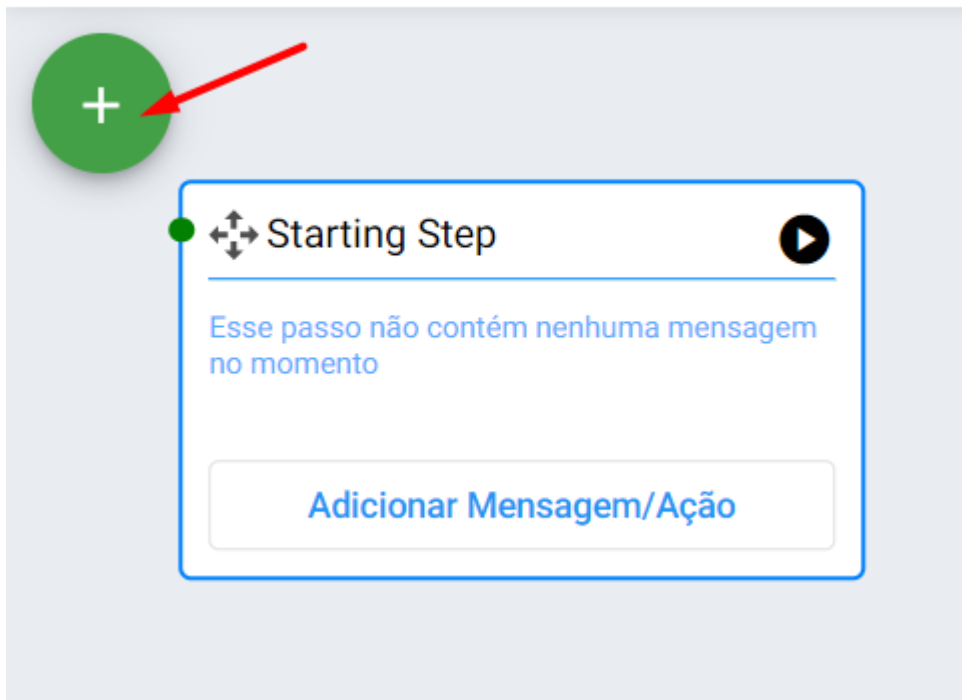 +
Starting Step
Esse passo não contém nenhuma mensagem
no momento
Adicionar Mensagem/Ação